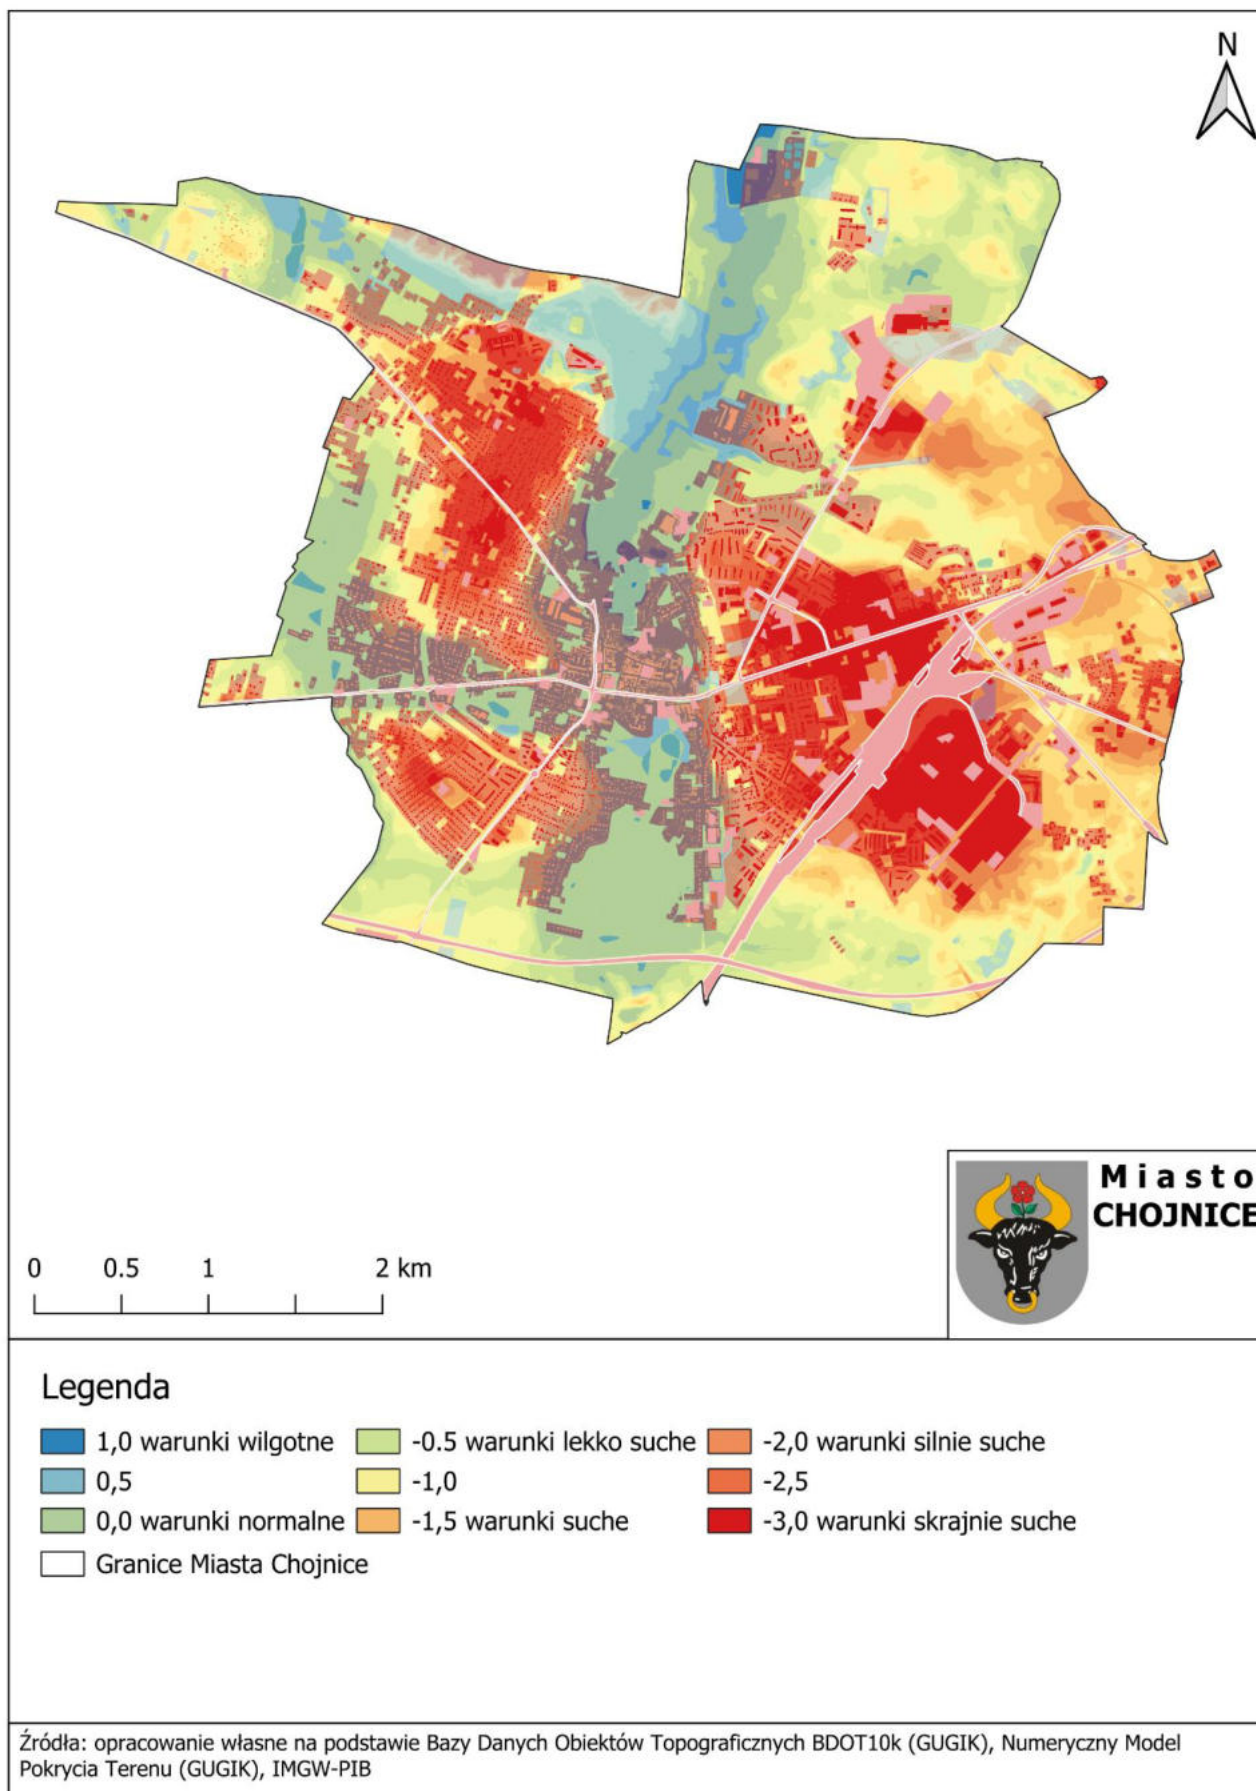 N
Miasto
CHOJNICE
0 0.5 1 2 km
Legenda
1,0 warunki wilgotne -0.5 warunki lekko suche -2,0 warunki silnie suche
0,5 -1,0 -2,5
0,0 warunki normalne -1,5 warunki suche -3,0 warunki skrajnie suche
Granice Miasta Chojnice
Źródła: opracowanie własne na podstawie Bazy Danych Obiektów Topograficznych BDOT10k (GUGIK), Numeryczny Model
Pokrycia Terenu (GUGIK), IMGW-PIB